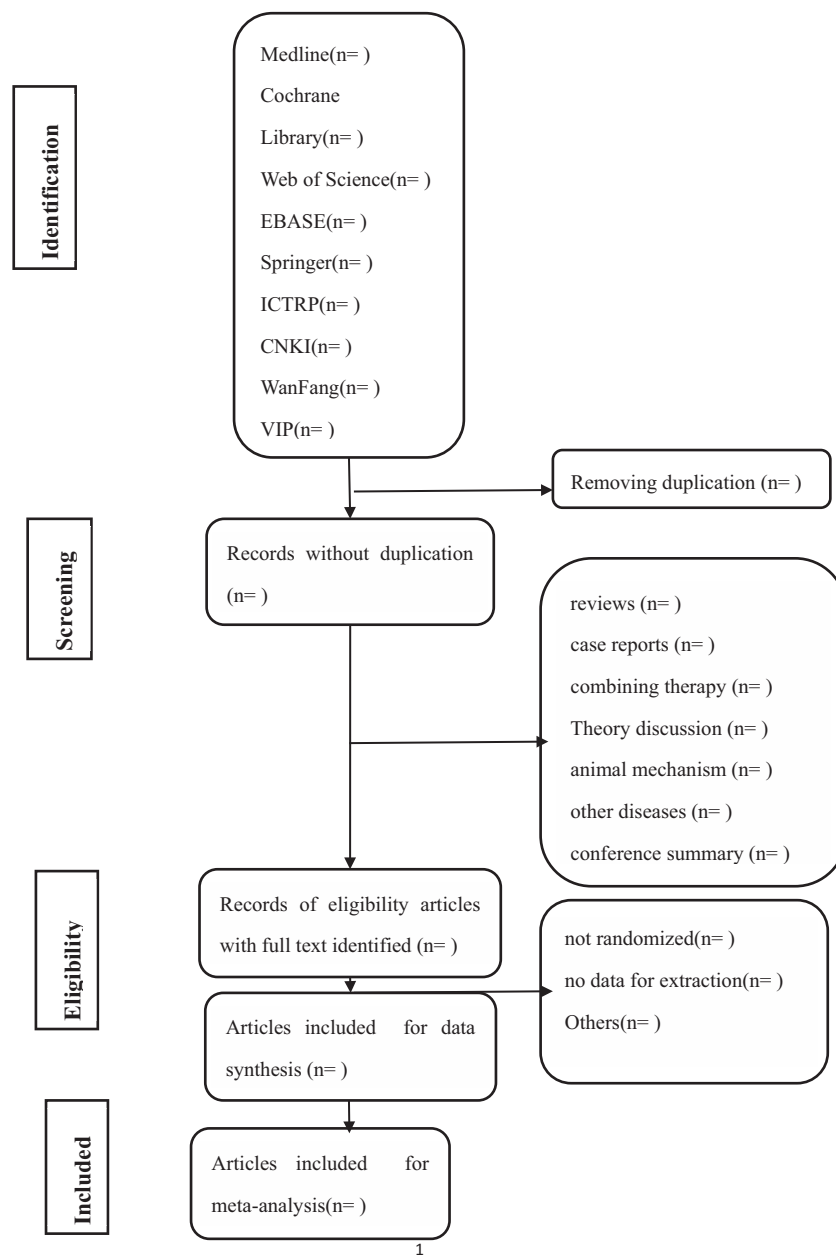 Identification
Medline(n= )
Cochrane
Library(n= )
Web of Science(n= )
EBASE(n= )
Springer(n= )
ICTRP(n= )
CNKI(n= )
WanFang(n= )
VIP(n= )
Removing duplication (n= )
Screening
Records without duplication
(n= )
reviews (n= )
case reports (n= )
combining therapy (n= )
Theory discussion (n= )
animal mechanism (n= )
other diseases (n= )
conference summary (n= )
Eligibility
Records of eligibility articles
with full text identified (n= )
not randomized(n= )
no data for extraction(n= )
Others(n= )
Articles included for data
synthesis (n= )
Included
Articles included for
meta-analysis(n= )
1